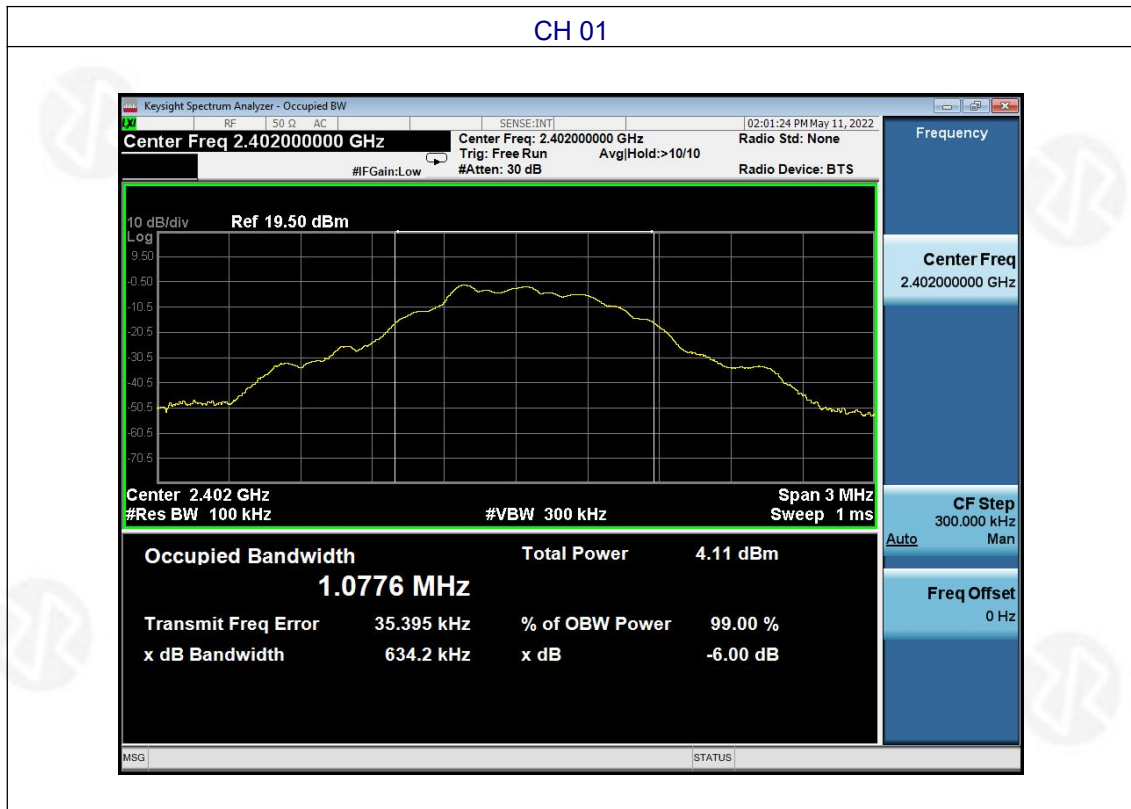 CH 01
Keysight Spectrum Analyzer - Occupied BW
LXI RF 50 Ω AC SENSE:INT 02:01:24 PM May 11, 2022
Center Freq 2.402000000 GHz
Center Freq: 2.402000000 GHz
Radio Std: None
Trig: Free Run Avg|Hold:>10/10
#IFGain:Low
#Atten: 30 dB
Radio Device: BTS
10 dB/div Ref 19.50 dBm
Log
9.50
-0.50
-10.5
-20.5
-30.5
-40.5
-50.5
-60.5
-70.5
Center 2.402 GHz Span 3 MHz
#Res BW 100 kHz #VBW 300 kHz Sweep 1 ms
Occupied Bandwidth Total Power 4.11 dBm
1.0776 MHz
Transmit Freq Error 35.395 kHz % of OBW Power 99.00 %
x dB Bandwidth 634.2 kHz x dB -6.00 dB
Frequency
Center Freq
2.402000000 GHz
CF Step
300.000 kHz
Auto Man
Freq Offset
0 Hz
MSG STATUS